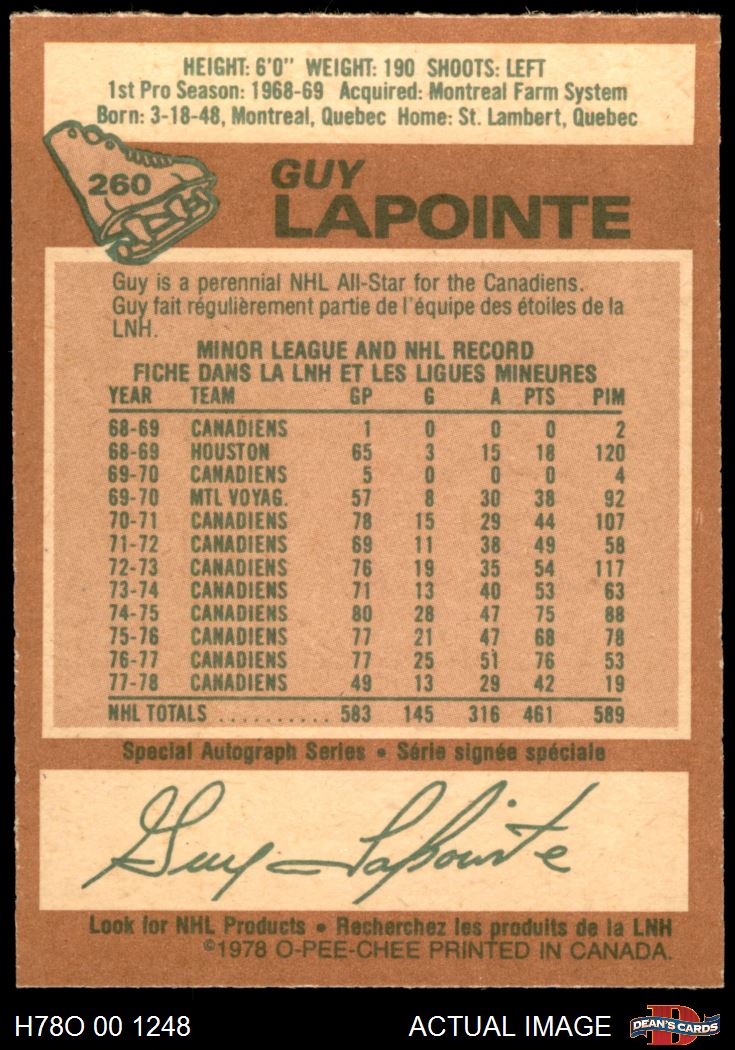 HEIGHT: 6'0" WEIGHT: 190 SHOOTS: LEFT
1st Pro Season: 1968-69 Acquired: Montreal Farm System
Born: 3-18-48, Montreal, Quebec Home: St. Lambert, Quebec
260
GUY
LAPOINTE
Guy is a perennial NHL All-Star for the Canadiens.
Guy fait régulièrement partie de l'équipe des étoiles de la
LNH.
MINOR LEAGUE AND NHL RECORD
FICHE DANS LA LNH ET LES LIGUES MINEURES
YEAR TEAM GP G A PTS PIM
68-69 CANADIENS 1 0 0 0 2
68-69 HOUSTON 65 3 15 18 120
69-70 CANADIENS 5 0 0 0 4
69-70 MTL VOYAG. 57 8 30 38 92
70-71 CANADIENS 78 15 29 44 107
71-72 CANADIENS 69 11 38 49 58
72-73 CANADIENS 76 19 35 54 117
73-74 CANADIENS 71 13 40 53 63
74-75 CANADIENS 80 28 47 75 88
75-76 CANADIENS 77 21 47 68 78
76-77 CANADIENS 77 25 51 76 53
77-78 CANADIENS 49 13 29 42 19
NHL TOTALS .......... 583 145 316 461 589
Special Autograph Series • Série signée spéciale
Guy Lapointe
Look for NHL Products • Recherchez les produits de la LNH
©1978 O-PEE-CHEE PRINTED IN CANADA.
H78O 00 1248 ACTUAL IMAGE D DEAN'S CARDS